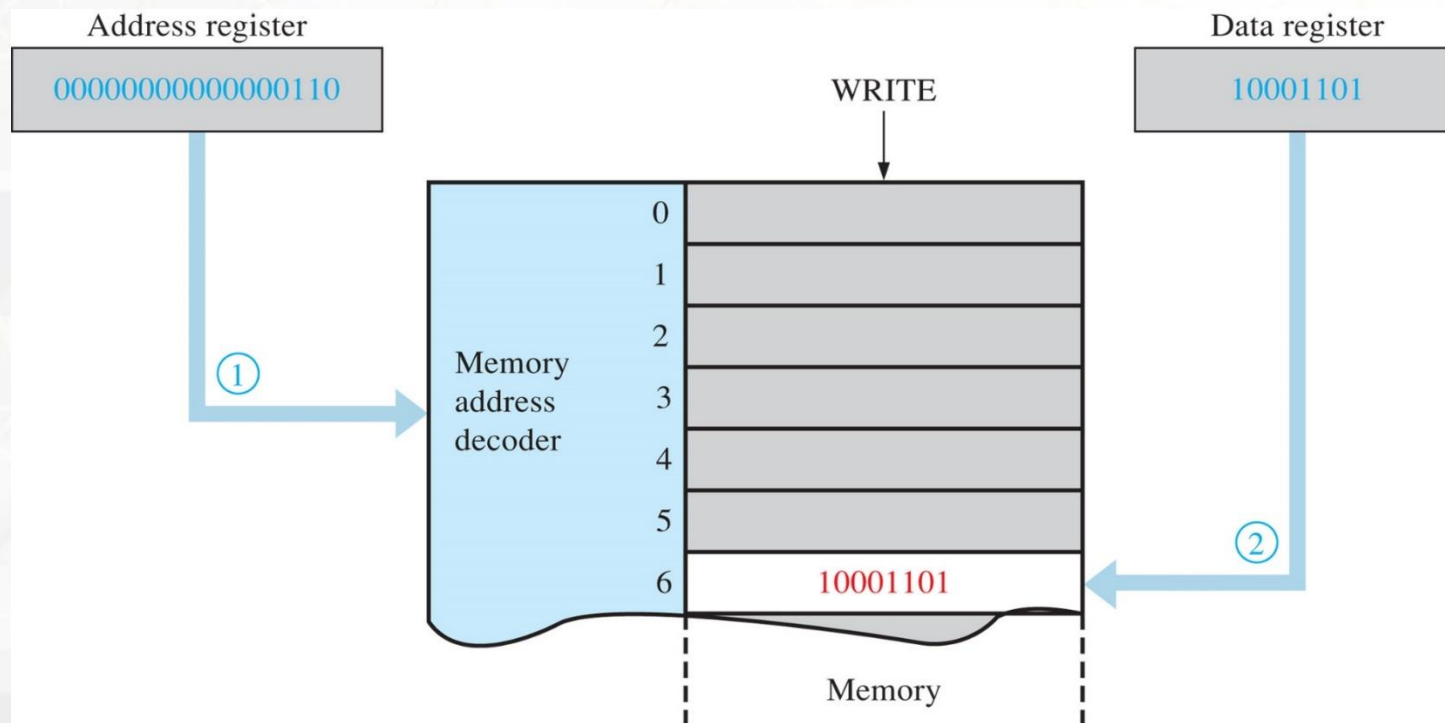 Address register
00000000000000110
Data register
10001101
WRITE
0
1
2
3
4
5
6
Memory
address
decoder
1
2
10001101
Memory